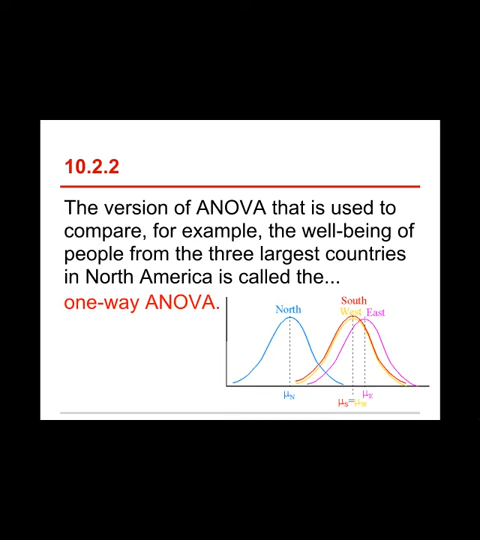 10.2.2
The version of ANOVA that is used to
compare, for example, the well-being of
people from the three largest countries
in North America is called the...
one-way ANOVA.
South
North
West East
μN
μE
μS=μW